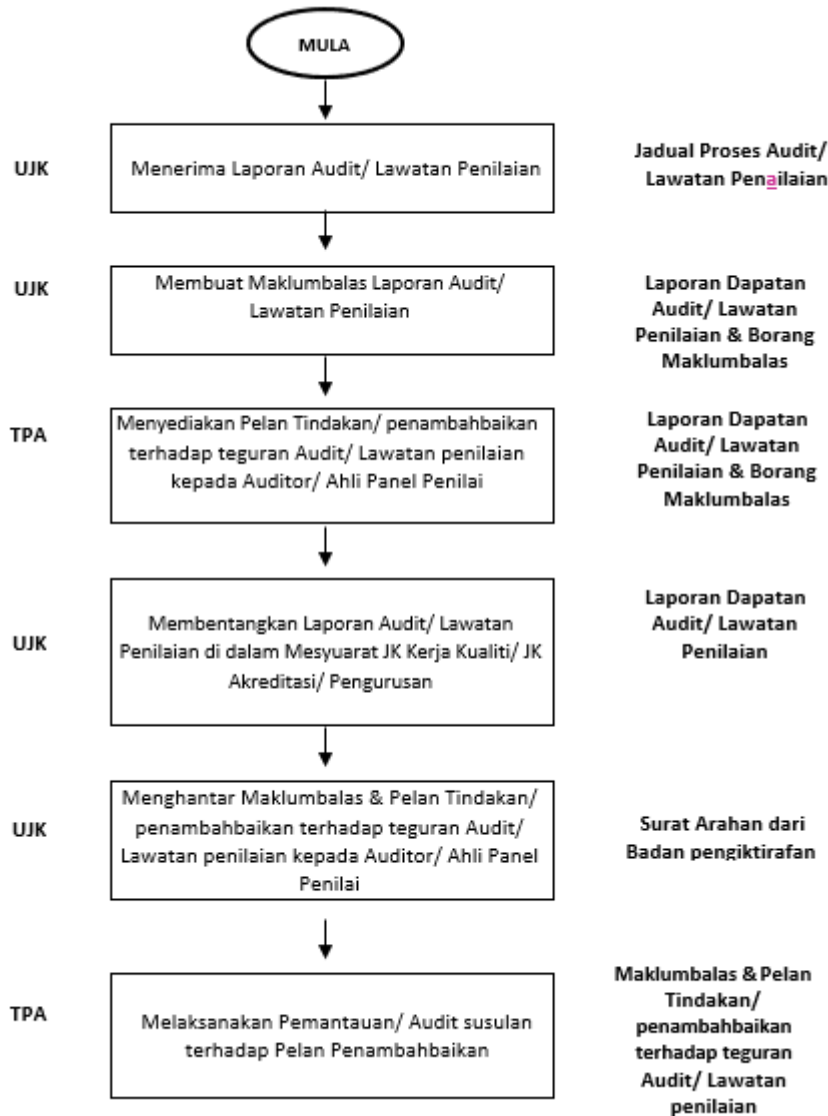 MULA
UJK
Menerima Laporan Audit/ Lawatan Penilaian
Jadual Proses Audit/
Lawatan Penailaian
UJK
Membuat Maklumbalas Laporan Audit/
Lawatan Penilaian
Laporan Dapatan
Audit/ Lawatan
Penilaian & Borang
Maklumbalas
TPA
Menyediakan Pelan Tindakan/ penambahbaikan
terhadap teguran Audit/ Lawatan penilaian
kepada Auditor/ Ahli Panel Penilai
Laporan Dapatan
Audit/ Lawatan
Penilaian & Borang
Maklumbalas
UJK
Membentangkan Laporan Audit/ Lawatan
Penilaian di dalam Mesyuarat JK Kerja Kualiti/ JK
Akreditasi/ Pengurusan
Laporan Dapatan
Audit/ Lawatan
Penilaian
UJK
Menghantar Maklumbalas & Pelan Tindakan/
penambahbaikan terhadap teguran Audit/
Lawatan penilaian kepada Auditor/ Ahli Panel
Penilai
Surat Arahan dari
Badan pengiktirafan
TPA
Melaksanakan Pemantauan/ Audit susulan
terhadap Pelan Penambahbaikan
Maklumbalas & Pelan
Tindakan/
penambahbaikan
terhadap teguran
Audit/ Lawatan
penilaian